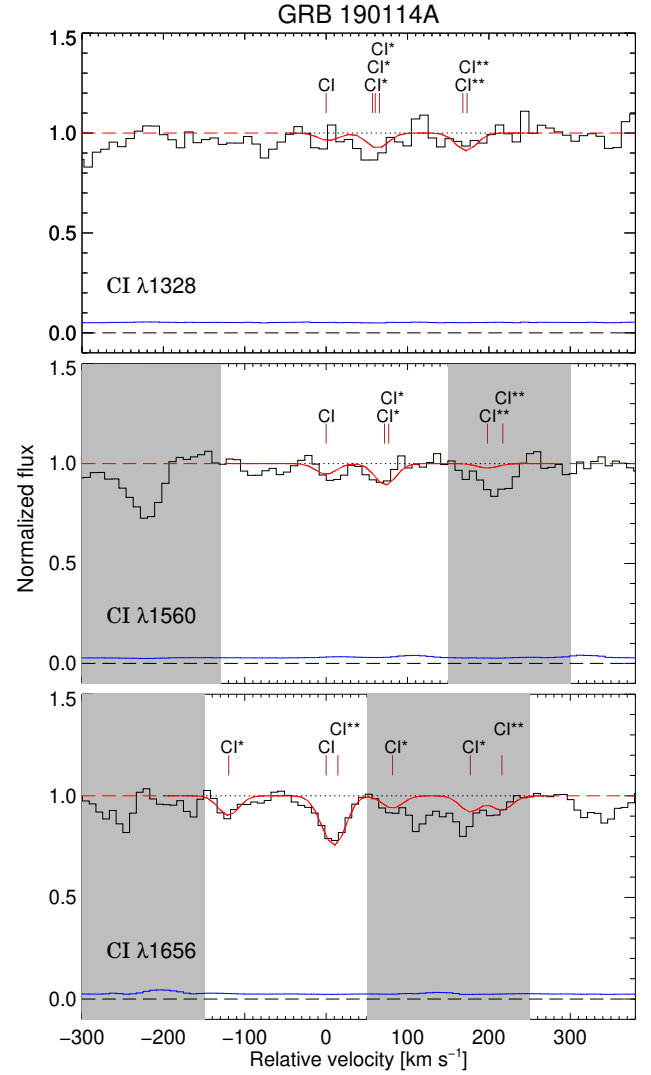 GRB 190114A
1.5
CI*
CI* CI**
CI CI* CI**
1.0
0.5
CI λ1328
0.0
1.5
CI* CI**
CI CI* CI**
1.0
Normalized flux
0.5
CI λ1560
0.0
1.5
CI**
CI* CI CI* CI* CI**
1.0
0.5
CI λ1656
0.0
−300 −200 −100 0 100 200 300
Relative velocity [km s⁻¹]